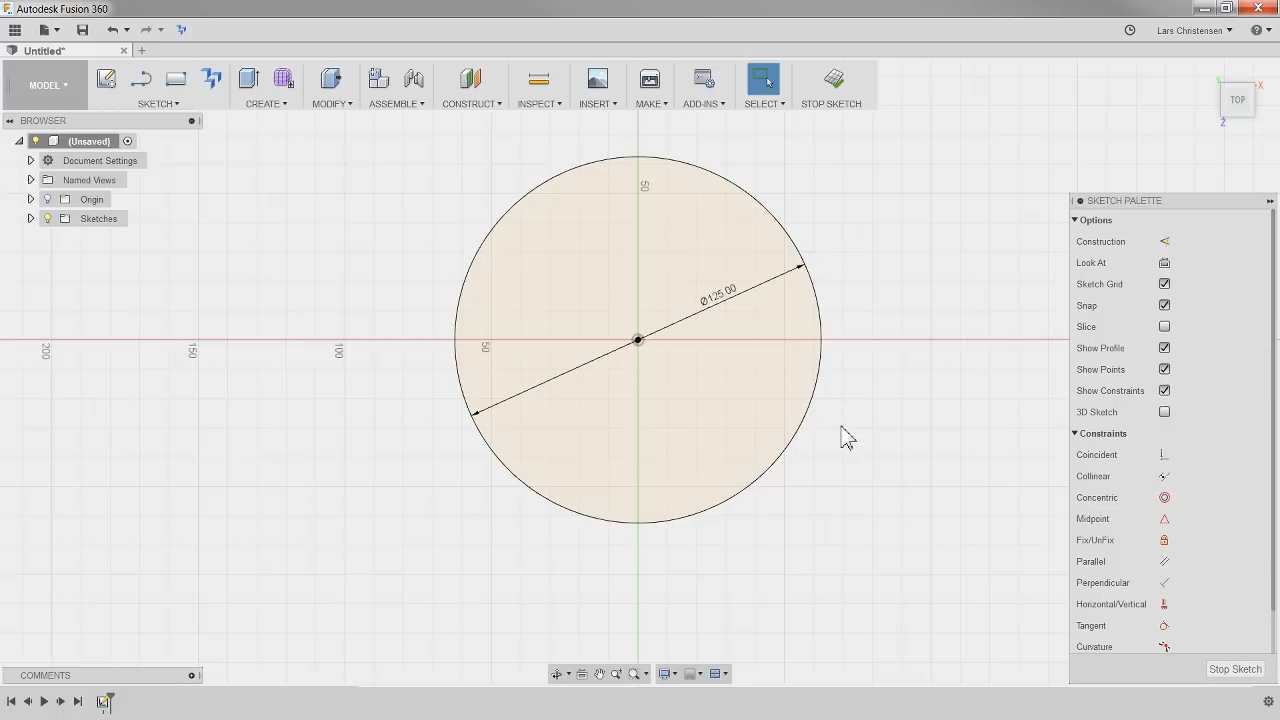 Autodesk Fusion 360
Lars Christensen
Untitled*
MODEL
SKETCH
CREATE
MODIFY
ASSEMBLE
CONSTRUCT
INSPECT
INSERT
MAKE
ADD-INS
SELECT
STOP SKETCH
BROWSER
(Unsaved)
Document Settings
Named Views
Origin
Sketches
TOP
X
Y
Z
50
Ø125.00
200
150
100
50
SKETCH PALETTE
Options
Construction
Look At
Sketch Grid
Snap
Slice
Show Profile
Show Points
Show Constraints
3D Sketch
Constraints
Coincident
Collinear
Concentric
Midpoint
Fix/UnFix
Parallel
Perpendicular
Horizontal/Vertical
Tangent
Curvature
Stop Sketch
COMMENTS